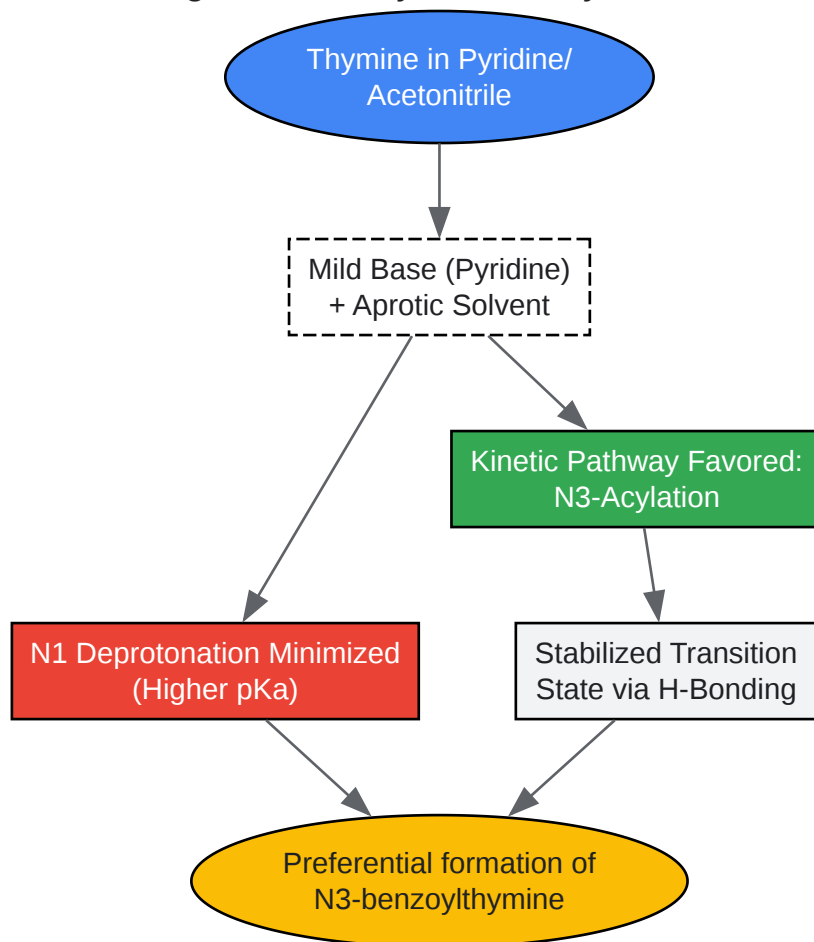 Thymine in Pyridine/
Acetonitrile
Mild Base (Pyridine)
+ Aprotic Solvent
Kinetic Pathway Favored:
N3-Acylation
N1 Deprotonation Minimized
(Higher pKa)
Stabilized Transition
State via H-Bonding
Preferential formation of
N3-benzoylthymine